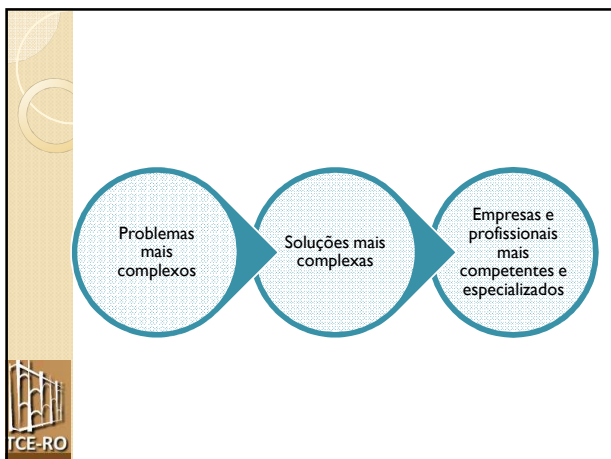 Problemas
mais
complexos
Soluções mais
complexas
Empresas e
profissionais
mais
competentes e
especializados
TCE-RO